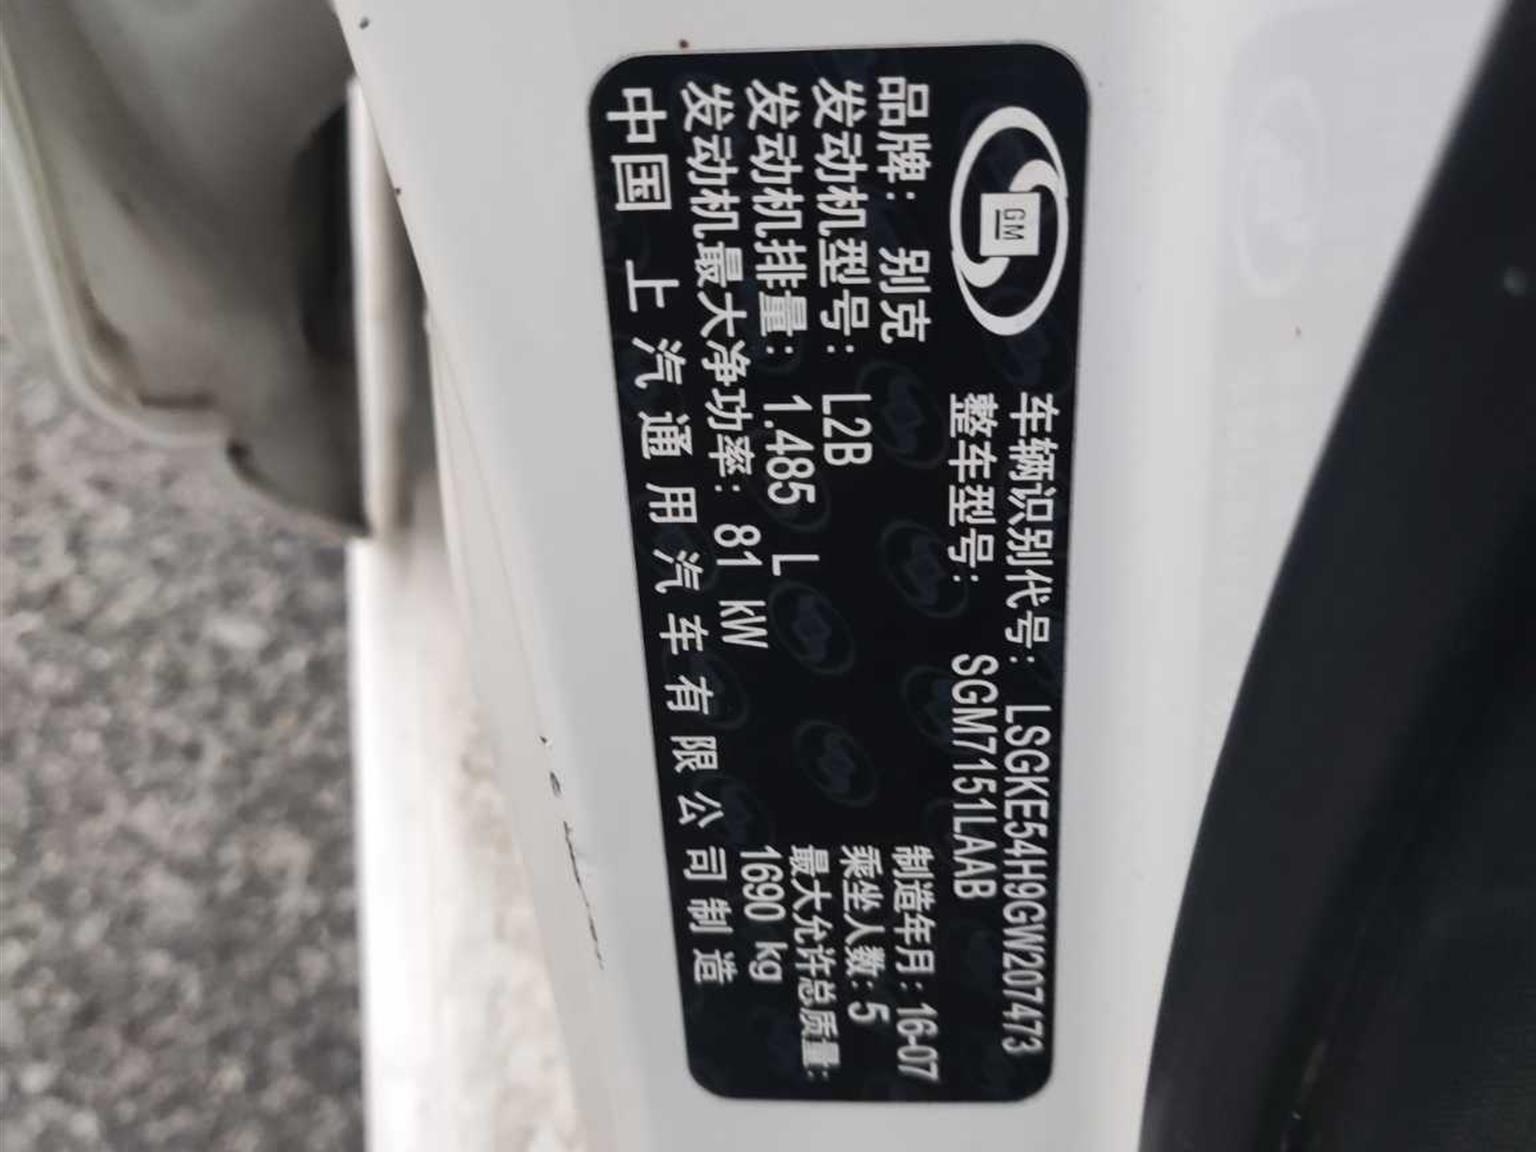 GM
车辆识别代号: LSGKE54H9GW207473
整车型号: SGM7151LAAB
品牌: 别克
发动机型号: L2B
发动机排量: 1.485 L
发动机最大净功率: 81 kW
制造年月: 16-07
乘坐人数: 5
最大允许总质量:
1690 kg
中国 上汽通用汽车有限公司制造